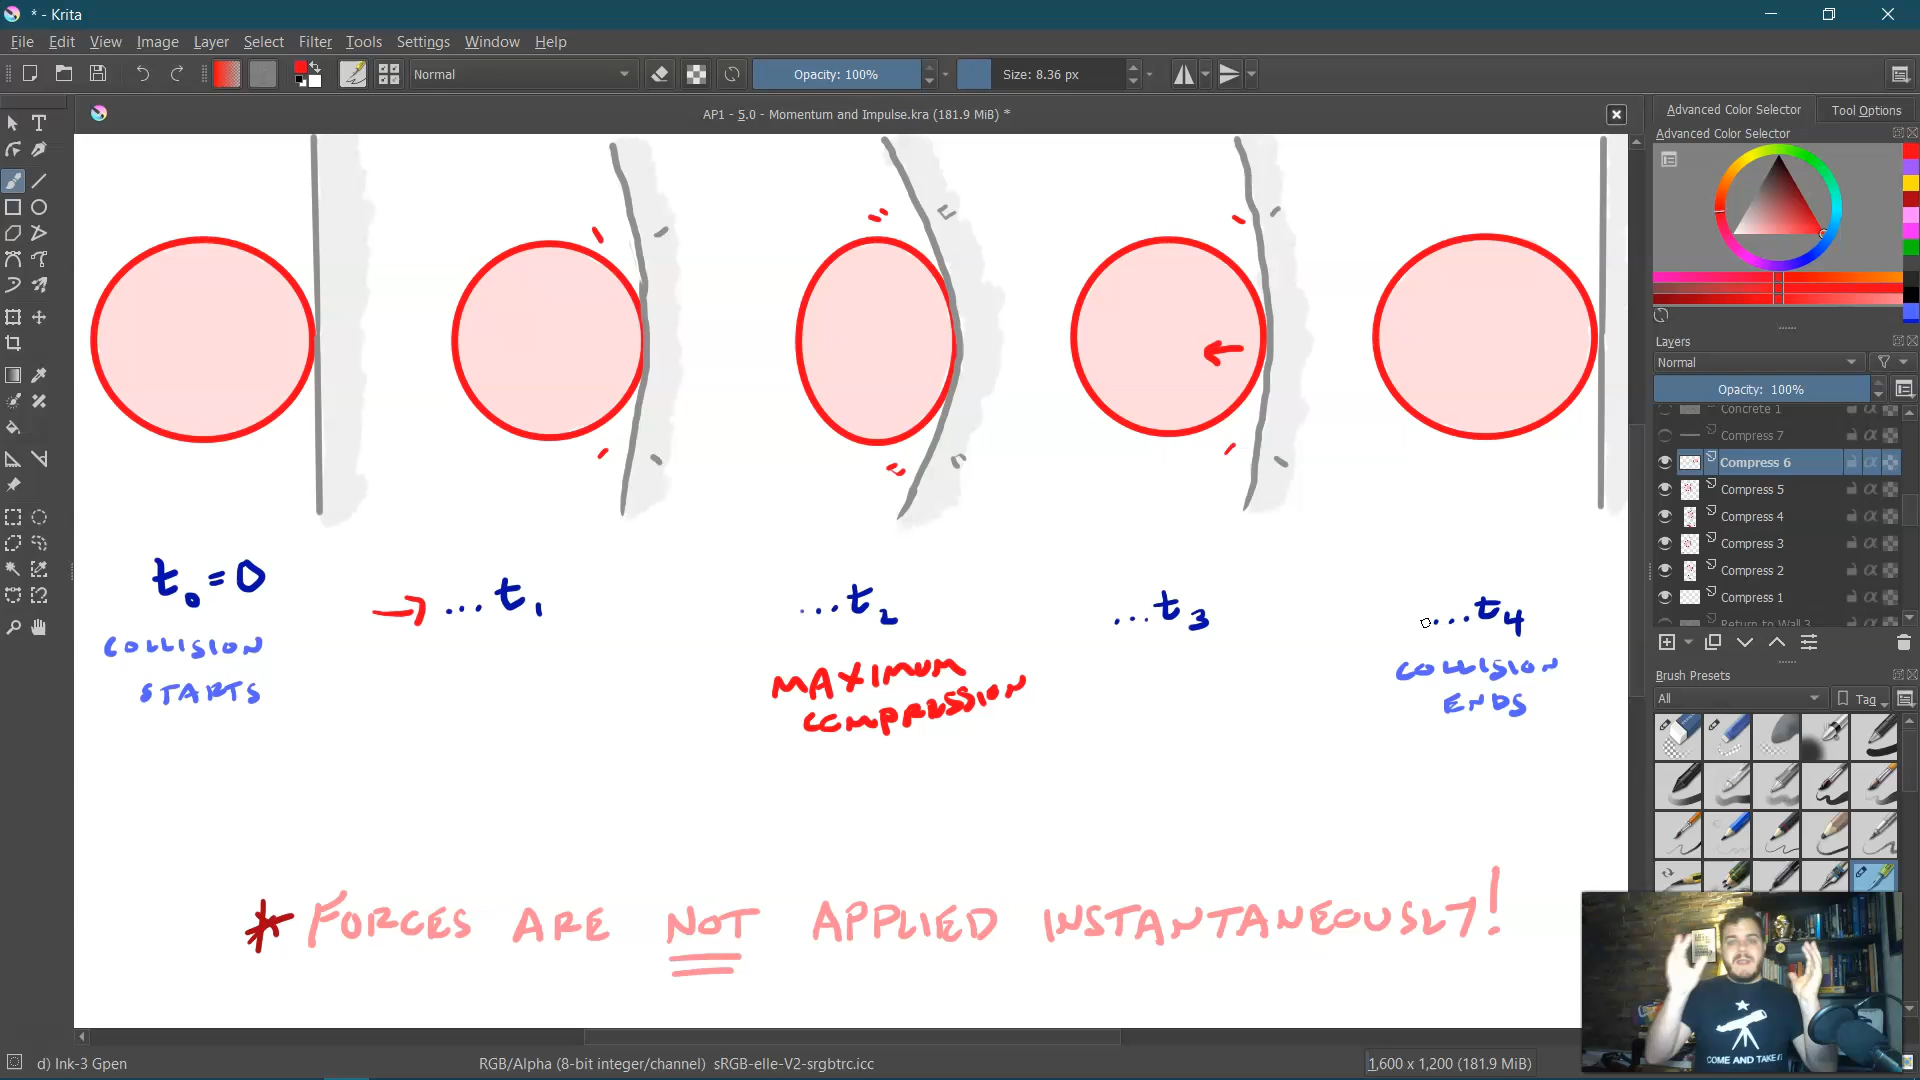 * - Krita
File Edit View Image Layer Select Filter Tools Settings Window Help
Normal
Opacity: 100%
Size: 8.36 px
AP1 - 5.0 - Momentum and Impulse.kra (181.9 MiB) *
Advanced Color Selector
Tool Options
Advanced Color Selector
Layers
Normal
Opacity: 100%
Concrete 1
Compress 7
Compress 6
Compress 5
Compress 4
Compress 3
Compress 2
Compress 1
Return to Wall 3
Brush Presets
All
Tag
t₀ = 0
COLLISION
STARTS
→ ... t₁
... t₂
MAXIMUM
COMPRESSION
... t₃
... t₄
COLLISION
ENDS
* FORCES ARE NOT APPLIED INSTANTANEOUSLY!
COME AND TAKE IT
d) Ink-3 Gpen
RGB/Alpha (8-bit integer/channel) sRGB-elle-V2-srgbtrc.icc
1,600 x 1,200 (181.9 MiB)